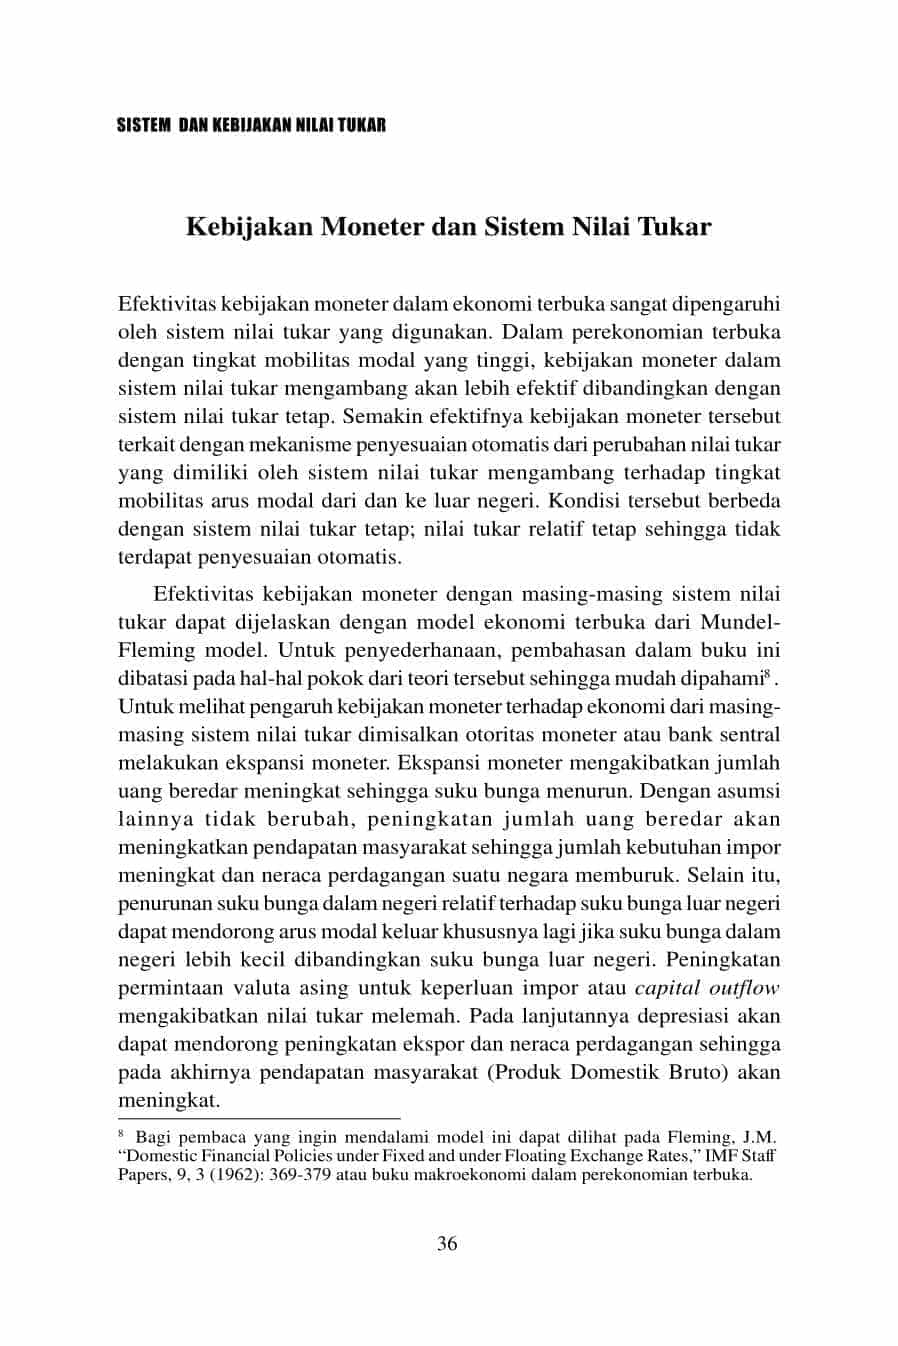 SISTEM DAN KEBIJAKAN NILAI TUKAR
Kebijakan Moneter dan Sistem Nilai Tukar
Efektivitas kebijakan moneter dalam ekonomi terbuka sangat dipengaruhi
oleh sistem nilai tukar yang digunakan. Dalam perekonomian terbuka
dengan tingkat mobilitas modal yang tinggi, kebijakan moneter dalam
sistem nilai tukar mengambang akan lebih efektif dibandingkan dengan
sistem nilai tukar tetap. Semakin efektifnya kebijakan moneter tersebut
terkait dengan mekanisme penyesuaian otomatis dari perubahan nilai tukar
yang dimiliki oleh sistem nilai tukar mengambang terhadap tingkat
mobilitas arus modal dari dan ke luar negeri. Kondisi tersebut berbeda
dengan sistem nilai tukar tetap; nilai tukar relatif tetap sehingga tidak
terdapat penyesuaian otomatis.
Efektivitas kebijakan moneter dengan masing-masing sistem nilai
tukar dapat dijelaskan dengan model ekonomi terbuka dari Mundel-
Fleming model. Untuk penyederhanaan, pembahasan dalam buku ini
dibatasi pada hal-hal pokok dari teori tersebut sehingga mudah dipahami⁸ .
Untuk melihat pengaruh kebijakan moneter terhadap ekonomi dari masing-
masing sistem nilai tukar dimisalkan otoritas moneter atau bank sentral
melakukan ekspansi moneter. Ekspansi moneter mengakibatkan jumlah
uang beredar meningkat sehingga suku bunga menurun. Dengan asumsi
lainnya tidak berubah, peningkatan jumlah uang beredar akan
meningkatkan pendapatan masyarakat sehingga jumlah kebutuhan impor
meningkat dan neraca perdagangan suatu negara memburuk. Selain itu,
penurunan suku bunga dalam negeri relatif terhadap suku bunga luar negeri
dapat mendorong arus modal keluar khususnya lagi jika suku bunga dalam
negeri lebih kecil dibandingkan suku bunga luar negeri. Peningkatan
permintaan valuta asing untuk keperluan impor atau capital outflow
mengakibatkan nilai tukar melemah. Pada lanjutannya depresiasi akan
dapat mendorong peningkatan ekspor dan neraca perdagangan sehingga
pada akhirnya pendapatan masyarakat (Produk Domestik Bruto) akan
meningkat.
⁸ Bagi pembaca yang ingin mendalami model ini dapat dilihat pada Fleming, J.M.
“Domestic Financial Policies under Fixed and under Floating Exchange Rates,” IMF Staff
Papers, 9, 3 (1962): 369-379 atau buku makroekonomi dalam perekonomian terbuka.
36